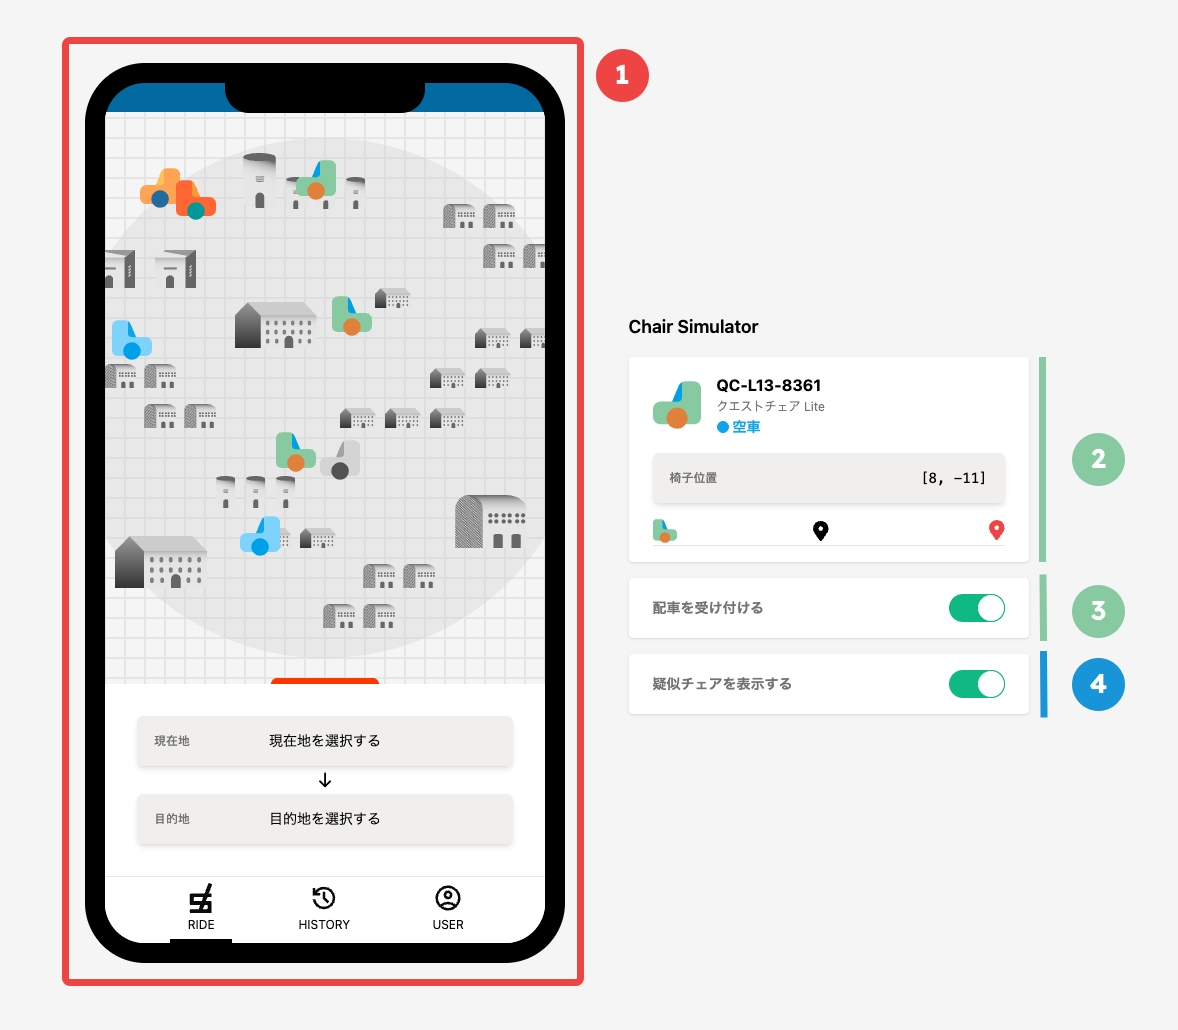 1
現在地 現在地を選択する
目的地 目的地を選択する
RIDE HISTORY USER
Chair Simulator
QC-L13-8361
クエストチェア Lite
空車
椅子位置 [8, −11]
2
配車を受け付ける
3
疑似チェアを表示する
4